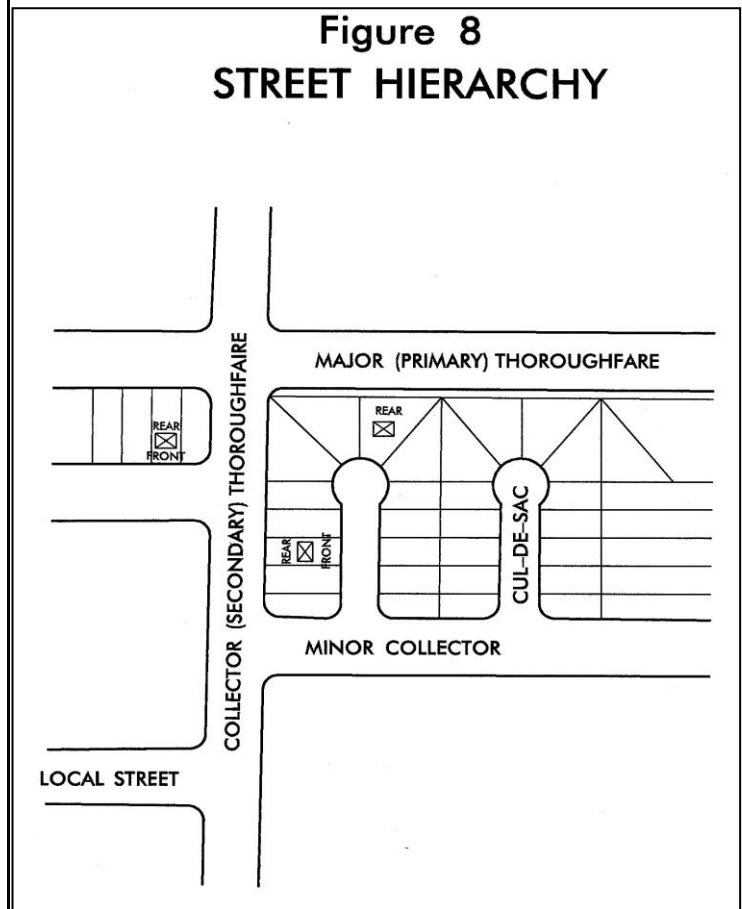 Figure 8
STREET HIERARCHY
MAJOR (PRIMARY) THOROUGHFARE
COLLECTOR (SECONDARY) THOROUGHFAIRE
REAR
FRONT
REAR
REAR
FRONT
CUL-DE-SAC
MINOR COLLECTOR
LOCAL STREET